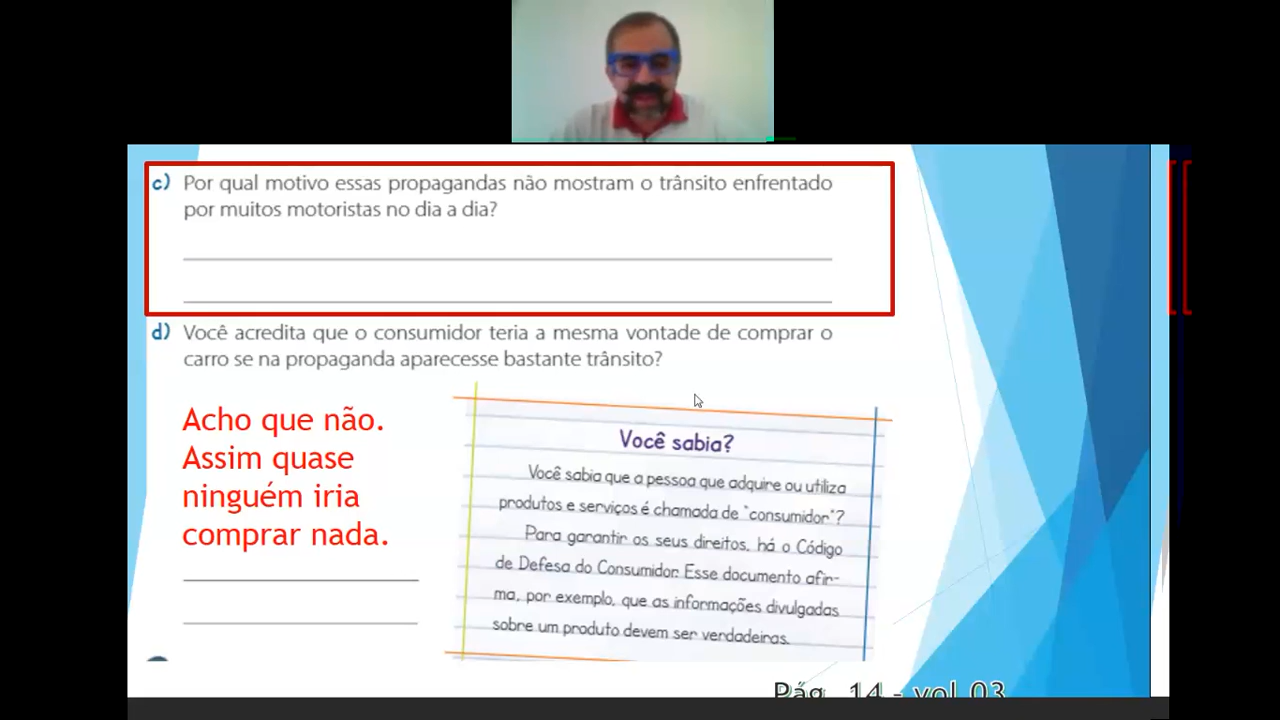 c) Por qual motivo essas propagandas não mostram o trânsito enfrentado
por muitos motoristas no dia a dia?
d) Você acredita que o consumidor teria a mesma vontade de comprar o
carro se na propaganda aparecesse bastante trânsito?
Acho que não.
Assim quase
ninguém iria
comprar nada.
Você sabia?
Você sabia que a pessoa que adquire ou utiliza
produtos e serviços é chamada de "consumidor"?
Para garantir os seus direitos, há o Código
de Defesa do Consumidor. Esse documento afir-
ma, por exemplo, que as informações divulgadas
sobre um produto devem ser verdadeiras.
Pág. 14 - vol 03